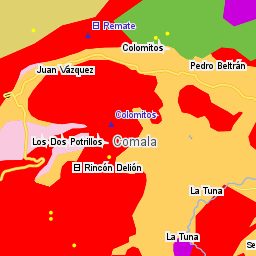 El Remate
Colomitos
Pedro Beltrán
Juan Vázquez
Colomitos
Los Dos Potrillos
Comala
El Rincón Delión
La Tuna
La Tuna
Se